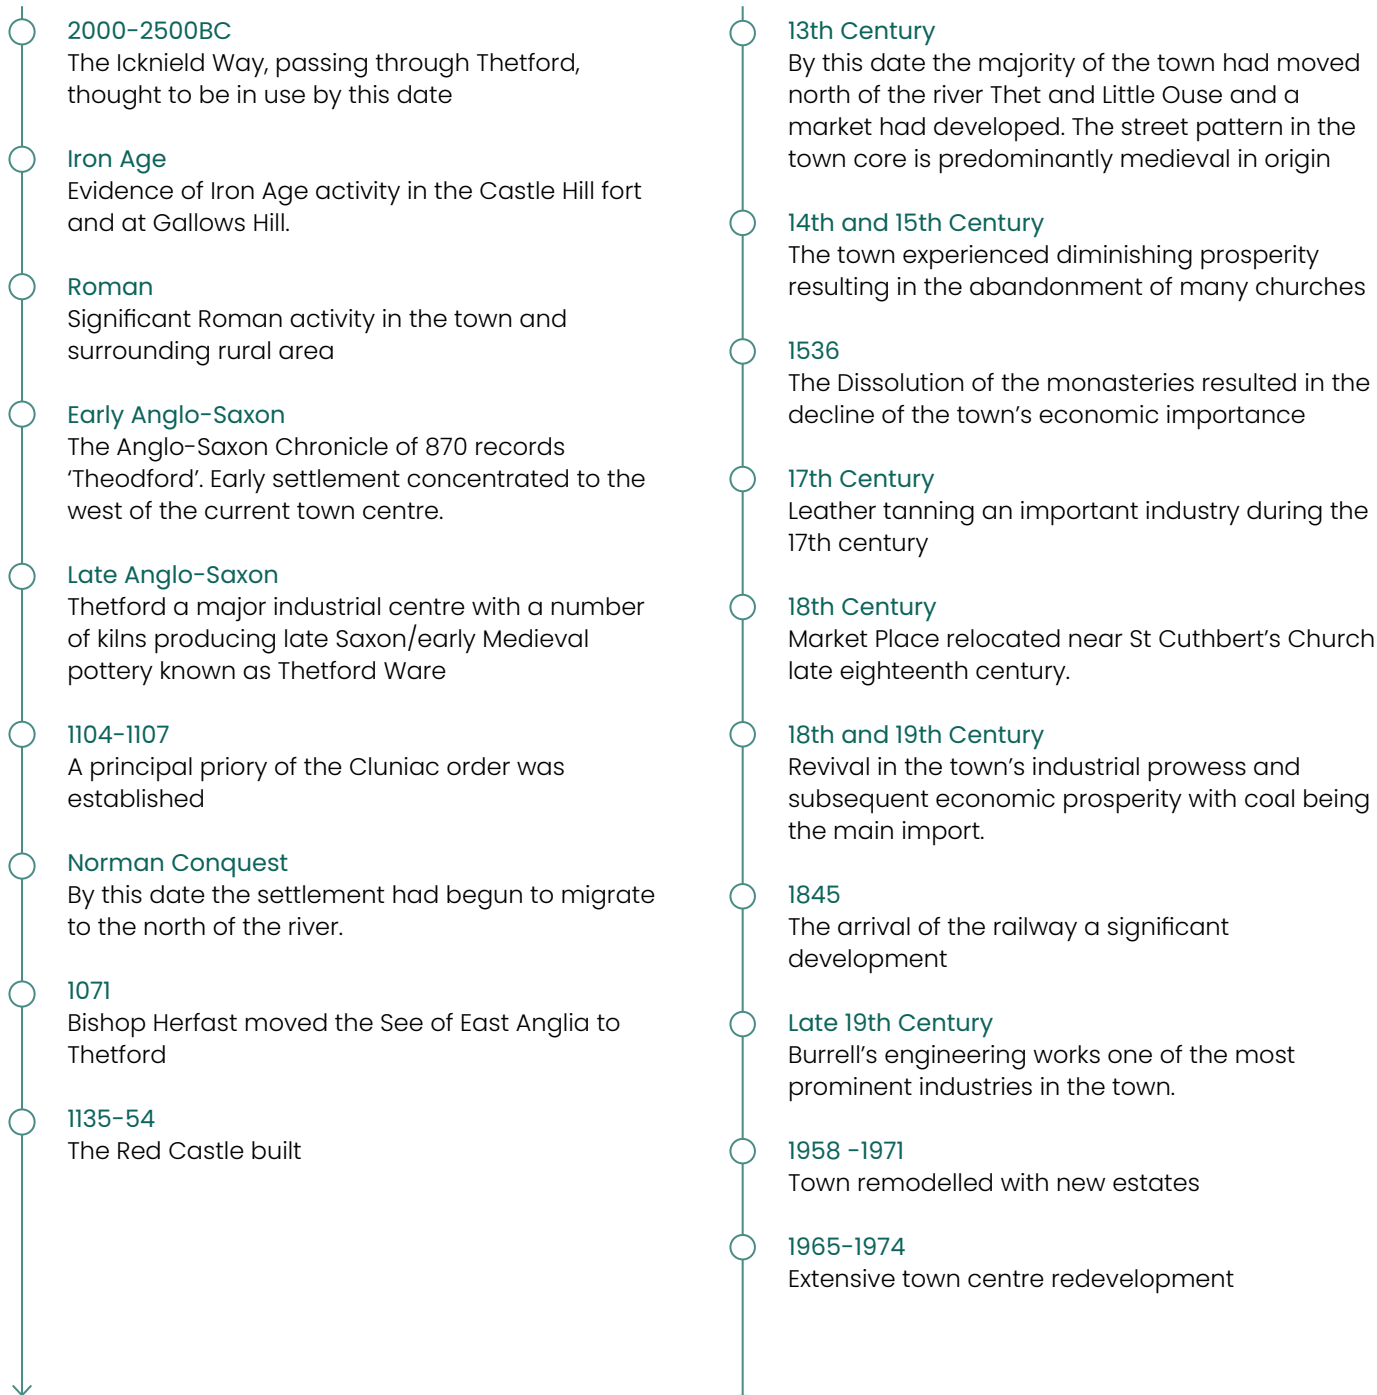 2000-2500BC
The Icknield Way, passing through Thetford,
thought to be in use by this date
Iron Age
Evidence of Iron Age activity in the Castle Hill fort
and at Gallows Hill.
Roman
Significant Roman activity in the town and
surrounding rural area
Early Anglo-Saxon
The Anglo-Saxon Chronicle of 870 records
‘Theodford’. Early settlement concentrated to the
west of the current town centre.
Late Anglo-Saxon
Thetford a major industrial centre with a number
of kilns producing late Saxon/early Medieval
pottery known as Thetford Ware
1104-1107
A principal priory of the Cluniac order was
established
Norman Conquest
By this date the settlement had begun to migrate
to the north of the river.
1071
Bishop Herfast moved the See of East Anglia to
Thetford
1135-54
The Red Castle built
13th Century
By this date the majority of the town had moved
north of the river Thet and Little Ouse and a
market had developed. The street pattern in the
town core is predominantly medieval in origin
14th and 15th Century
The town experienced diminishing prosperity
resulting in the abandonment of many churches
1536
The Dissolution of the monasteries resulted in the
decline of the town’s economic importance
17th Century
Leather tanning an important industry during the
17th century
18th Century
Market Place relocated near St Cuthbert’s Church
late eighteenth century.
18th and 19th Century
Revival in the town’s industrial prowess and
subsequent economic prosperity with coal being
the main import.
1845
The arrival of the railway a significant
development
Late 19th Century
Burrell’s engineering works one of the most
prominent industries in the town.
1958 -1971
Town remodelled with new estates
1965-1974
Extensive town centre redevelopment